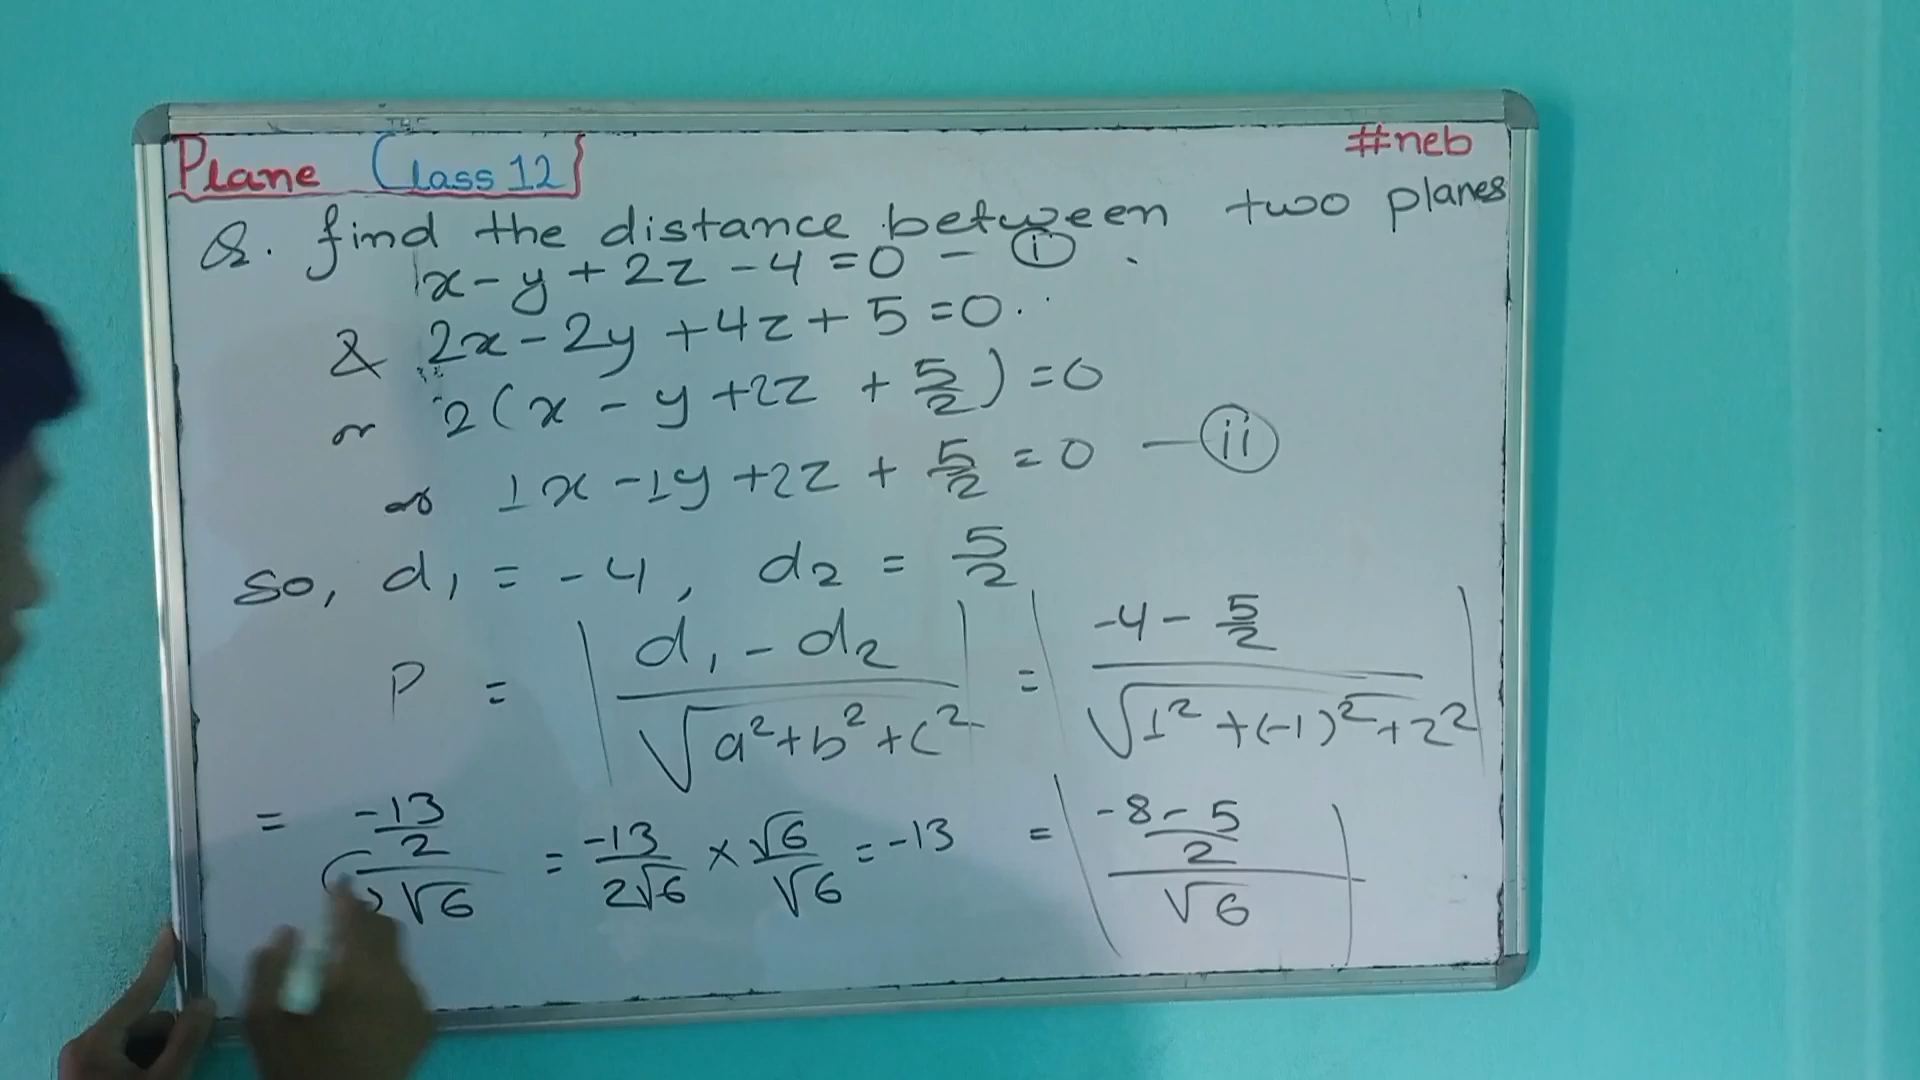 Plane Class 12
#neb
Q. find the distance between two planes
1x - y + 2z - 4 = 0 - (i)
& 2x - 2y + 4z + 5 = 0.
or 2(x - y + 2z + 5/2) = 0
or 1x - 1y + 2z + 5/2 = 0 — (ii)
so, d₁ = -4, d₂ = 5/2
P = |(d₁ - d₂)/√(a² + b² + c²)| = |(-4 - 5/2)/√(1² + (-1)² + 2²)|
= (-13/2)/√6 = -13/2√6 × √6/√6 = -13 = |((-8 - 5)/2)/√6|